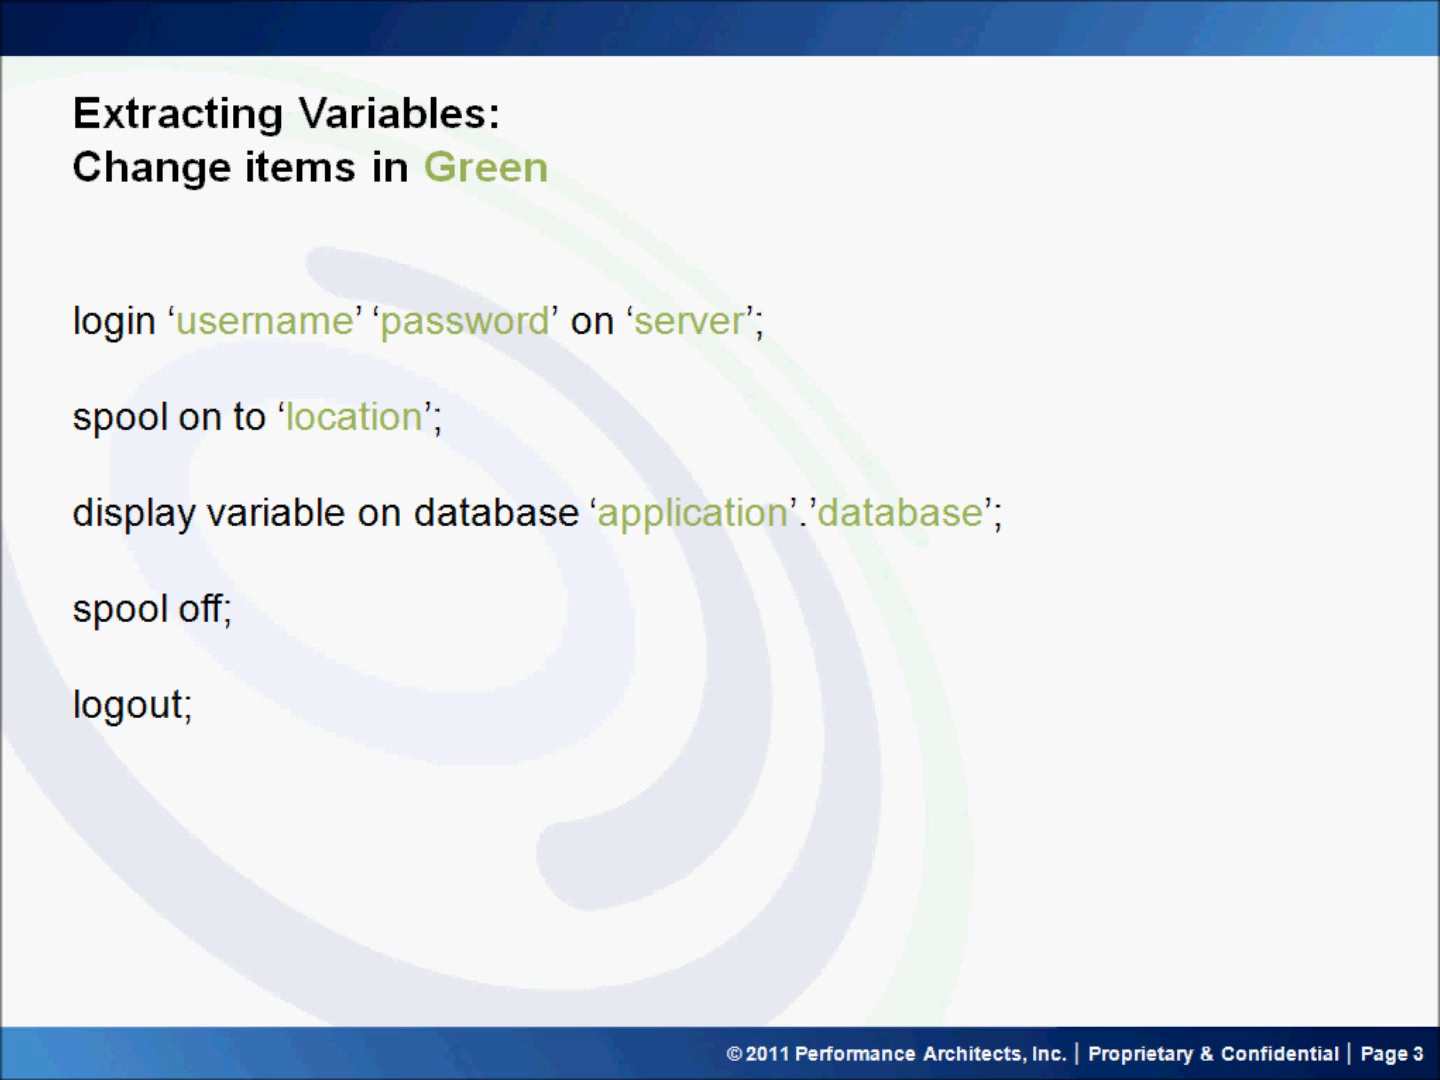 Extracting Variables:
Change items in Green
login ‘username’ ‘password’ on ‘server’;
spool on to ‘location’;
display variable on database ‘application’.’database’;
spool off;
logout;
© 2011 Performance Architects, Inc. | Proprietary & Confidential | Page 3